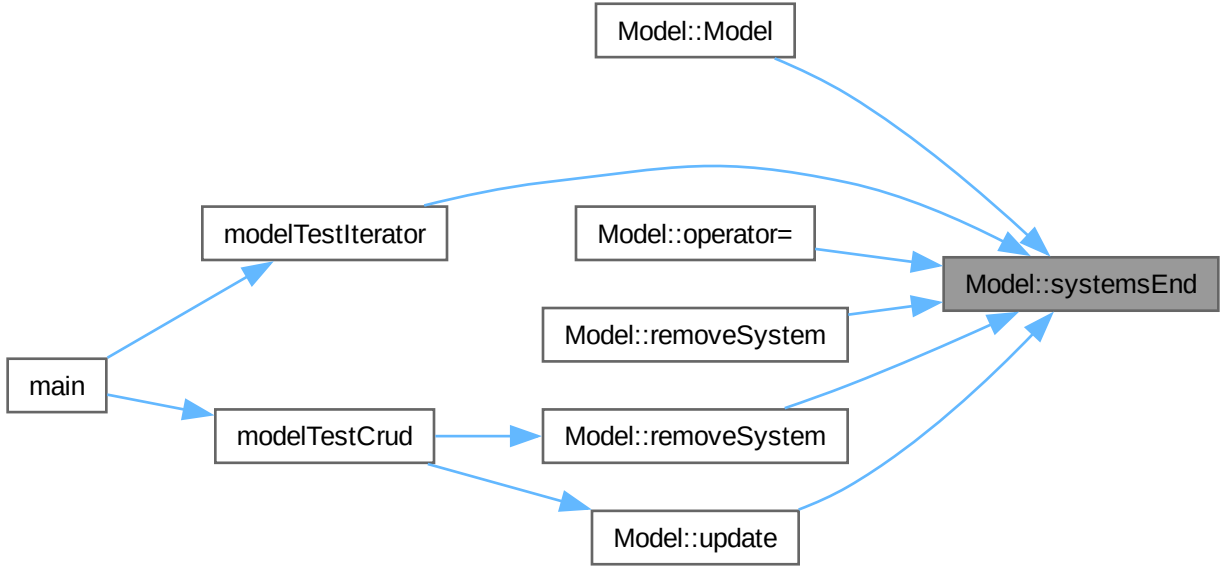 Model::Model
modelTestIterator
Model::operator=
Model::systemsEnd
Model::removeSystem
main
modelTestCrud
Model::removeSystem
Model::update